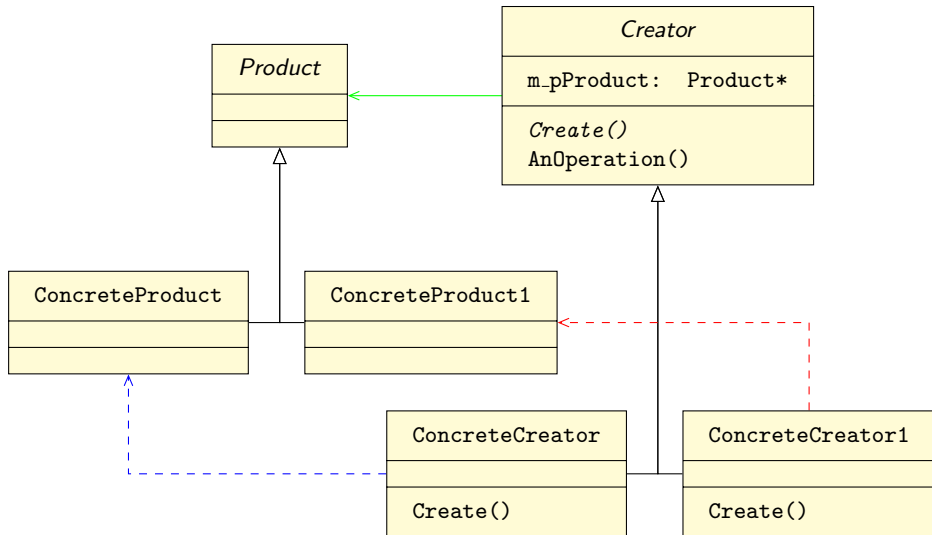 Product
Creator
m_pProduct: Product*
Create()
AnOperation()
ConcreteProduct
ConcreteProduct1
ConcreteCreator
Create()
ConcreteCreator1
Create()